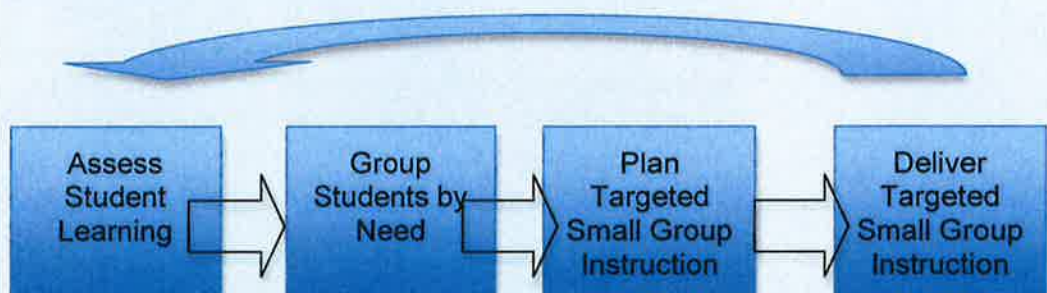 Assess
Student
Learning
Group
Students by
Need
Plan
Targeted
Small Group
Instruction
Deliver
Targeted
Small Group
Instruction